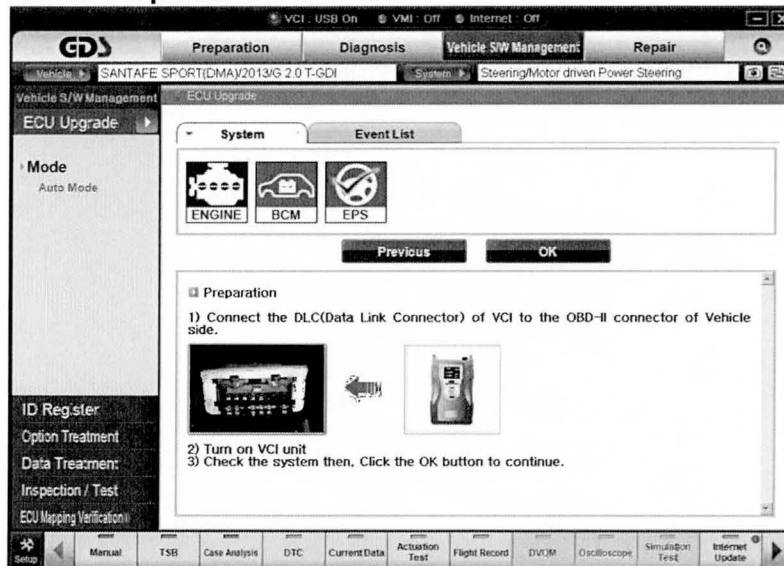 VCI : USB On VMI : Off Internet : Off
GDS Preparation Diagnosis Vehicle S/W Management Repair
Vehicle SANTAFE SPORT(DMA)/2013/G 2.0 T-GDI System Steering/Motor driven Power Steering
Vehicle S/W Management
ECU Upgrade
ECU Upgrade
System Event List
Mode
Auto Mode
ENGINE BCM EPS
Previous OK
Preparation
1) Connect the DLC(Data Link Connector) of VCI to the OBD-II connector of Vehicle
side.
2) Turn on VCI unit
3) Check the system then, Click the OK button to continue.
ID Register
Option Treatment
Data Treatment
Inspection / Test
ECU Mapping Verification
Setup Manual TSB Case Analysis DTC Current Data Actuation Test Flight Record DVOM Oscilloscope Simulation Test Internet Update